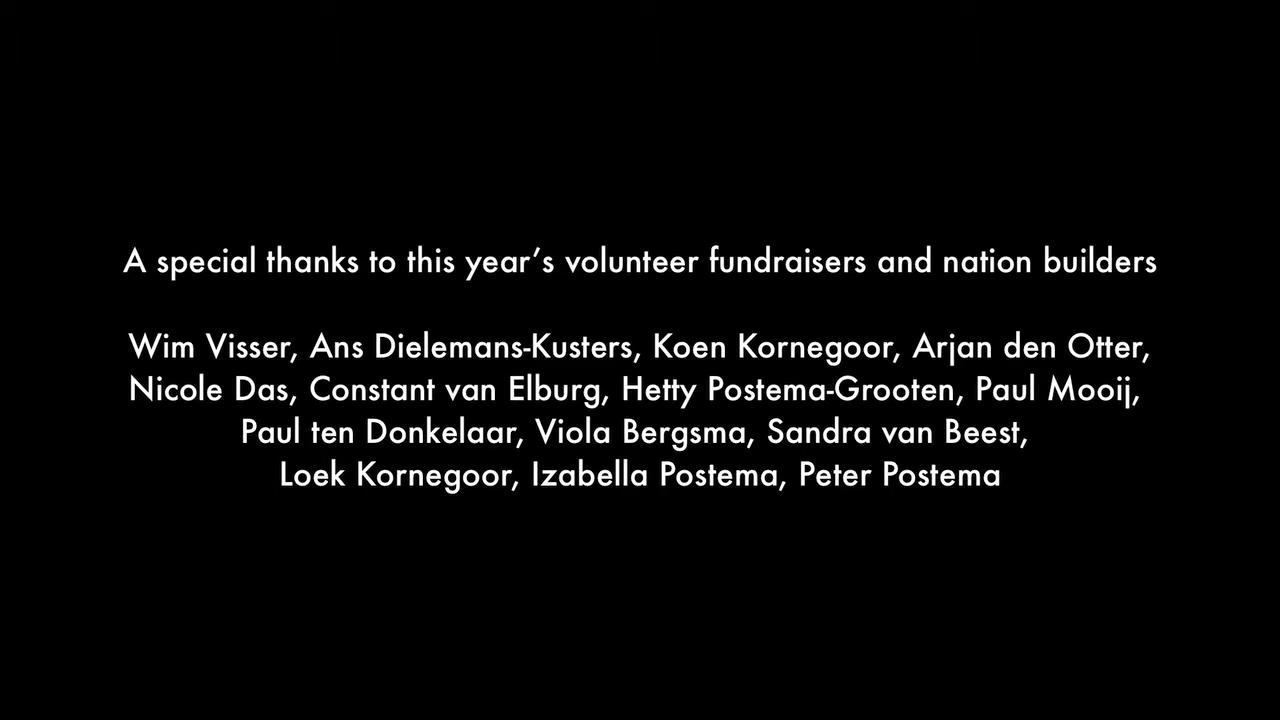 A special thanks to this year’s volunteer fundraisers and nation builders
Wim Visser, Ans Dielemans-Kusters, Koen Kornegoor, Arjan den Otter,
Nicole Das, Constant van Elburg, Hetty Postema-Grooten, Paul Mooij,
Paul ten Donkelaar, Viola Bergsma, Sandra van Beest,
Loek Kornegoor, Izabella Postema, Peter Postema